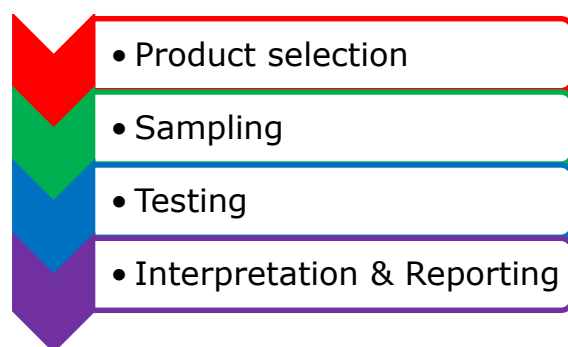 • Product selection
• Sampling
• Testing
• Interpretation & Reporting